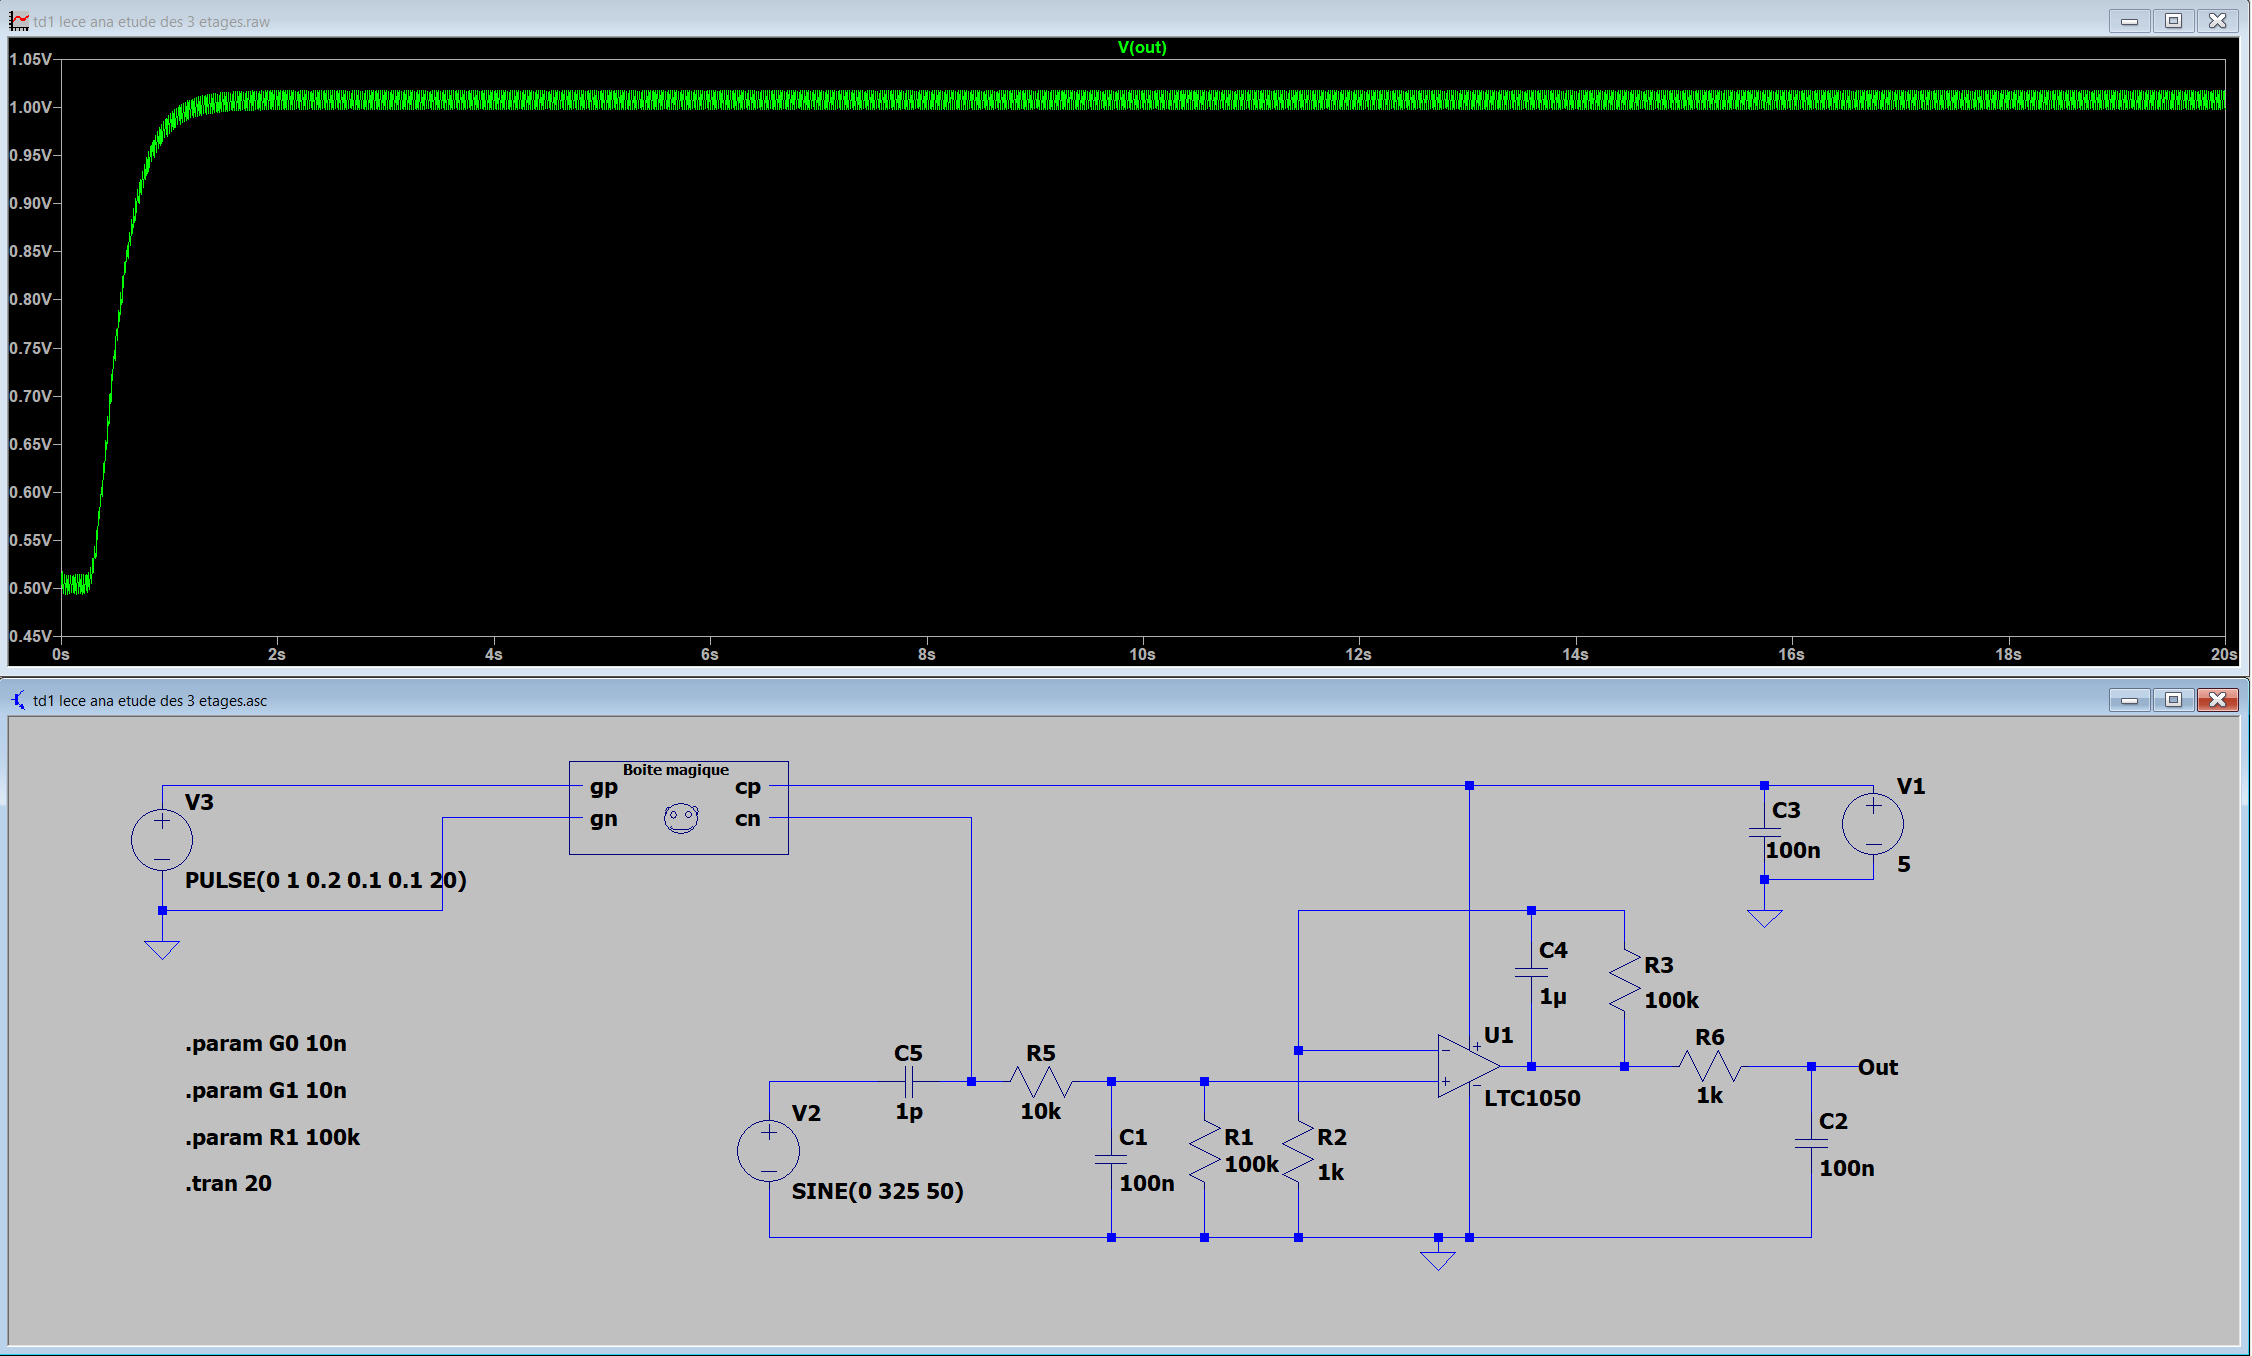 td1 lece ana etude des 3 etages.raw
V(out)
1.05V
1.00V
0.95V
0.90V
0.85V
0.80V
0.75V
0.70V
0.65V
0.60V
0.55V
0.50V
0.45V
0s 2s 4s 6s 8s 10s 12s 14s 16s 18s 20s
td1 lece ana etude des 3 etages.asc
Boite magique
gp cp
gn cn
V3
PULSE(0 1 0.2 0.1 0.1 20)
V1
C3
100n
5
C4
1µ
R3
100k
.param G0 10n
.param G1 10n
.param R1 100k
.tran 20
C5
1p
R5
10k
V2
SINE(0 325 50)
C1
100n
R1
100k
R2
1k
U1
LTC1050
R6
1k
Out
C2
100n